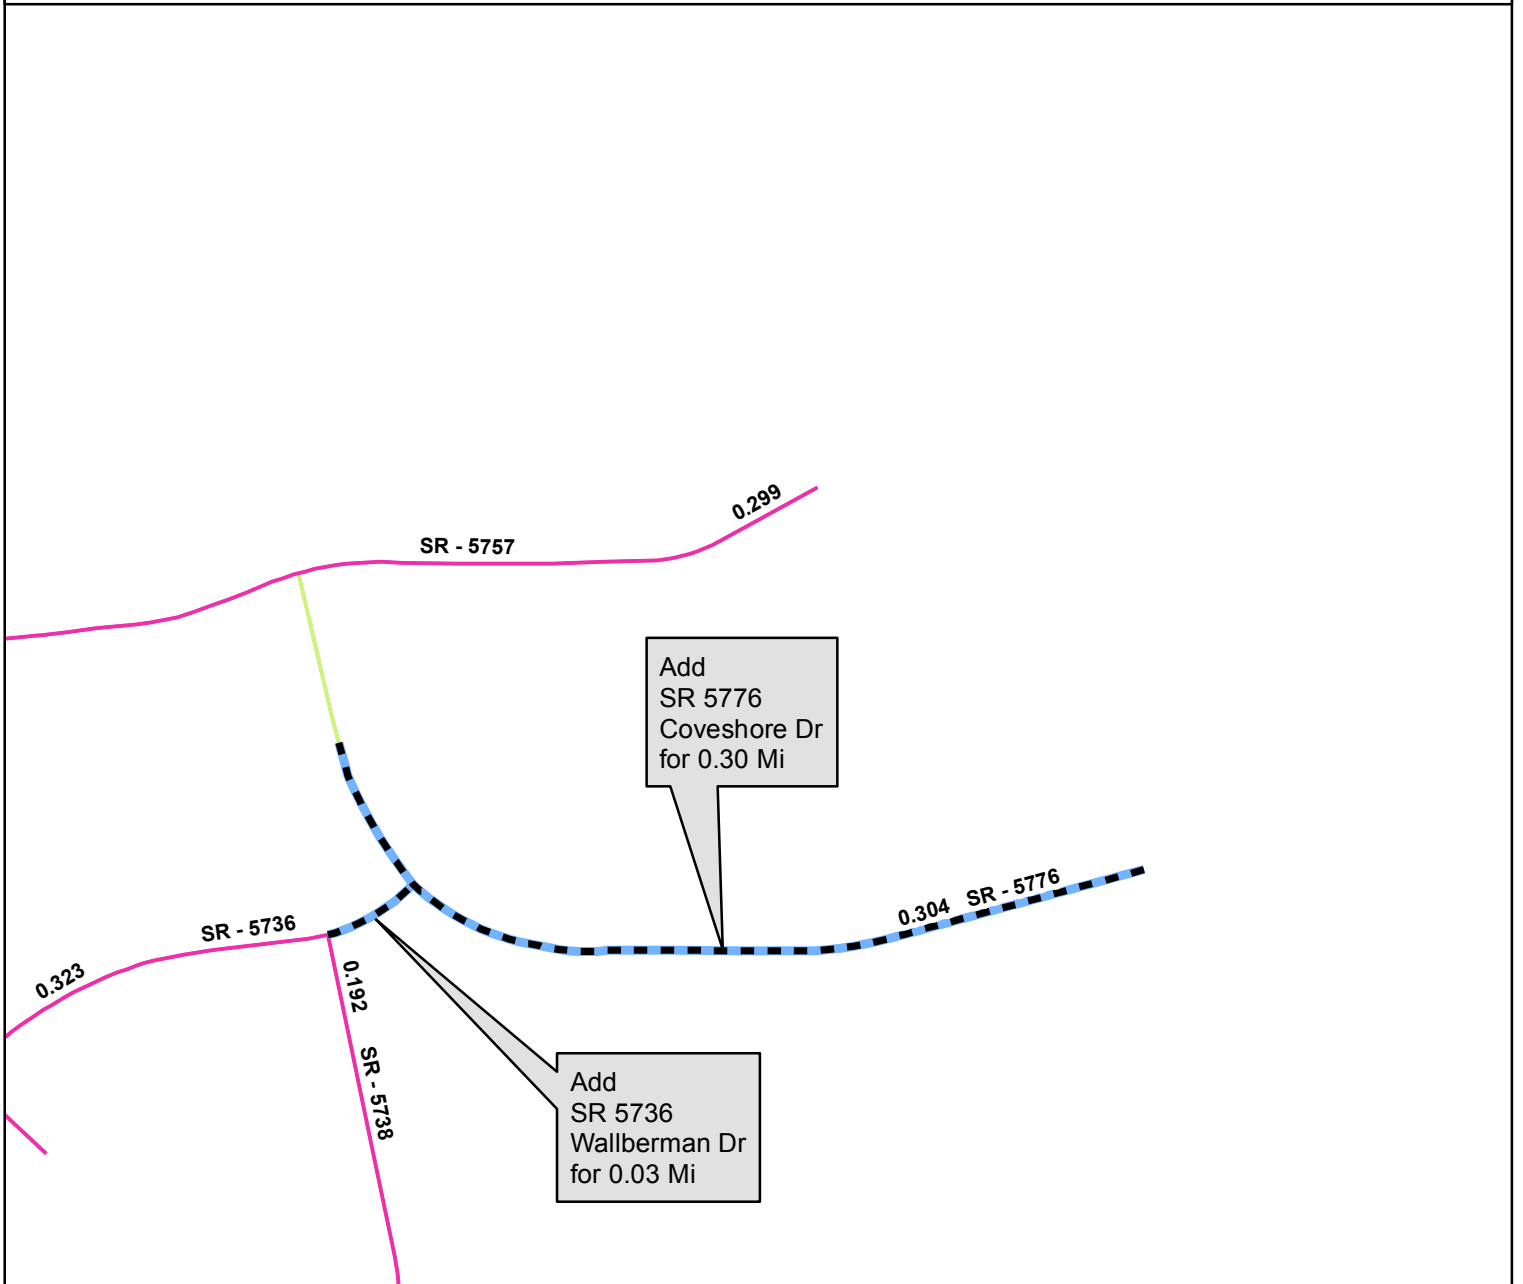 0.299
SR - 5757
Add
SR 5776
Coveshore Dr
for 0.30 Mi
SR - 5776
0.304
SR - 5736
0.323
0.192
SR - 5738
Add
SR 5736
Wallberman Dr
for 0.03 Mi